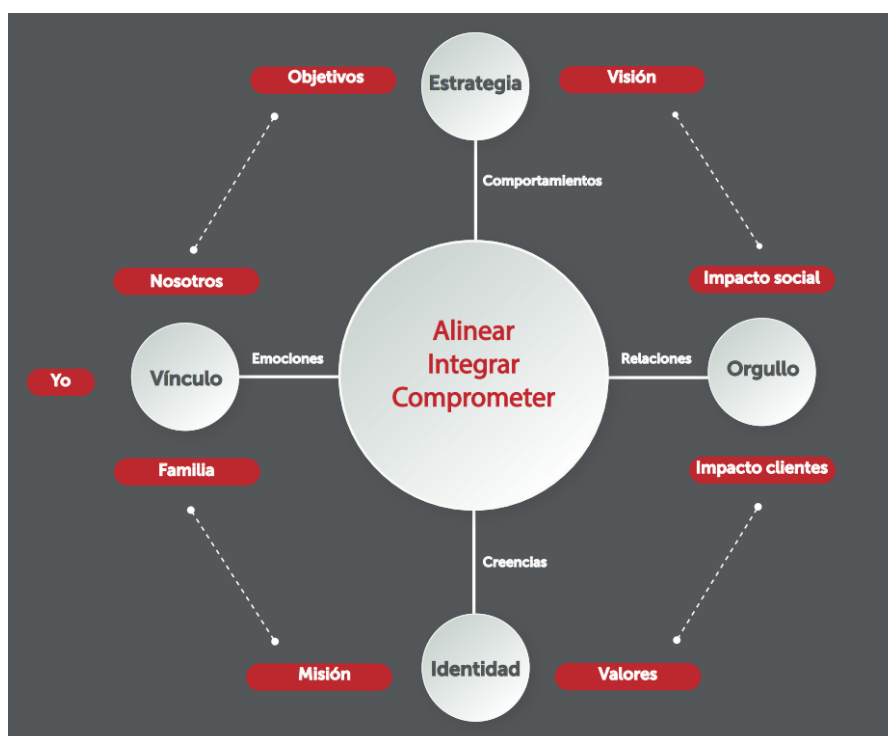 Objetivos
Estrategia
Visión
Comportamientos
Nosotros
Impacto social
Alinear
Integrar
Comprometer
Emociones
Relaciones
Yo
Vínculo
Orgullo
Familia
Impacto clientes
Creencias
Misión
Identidad
Valores